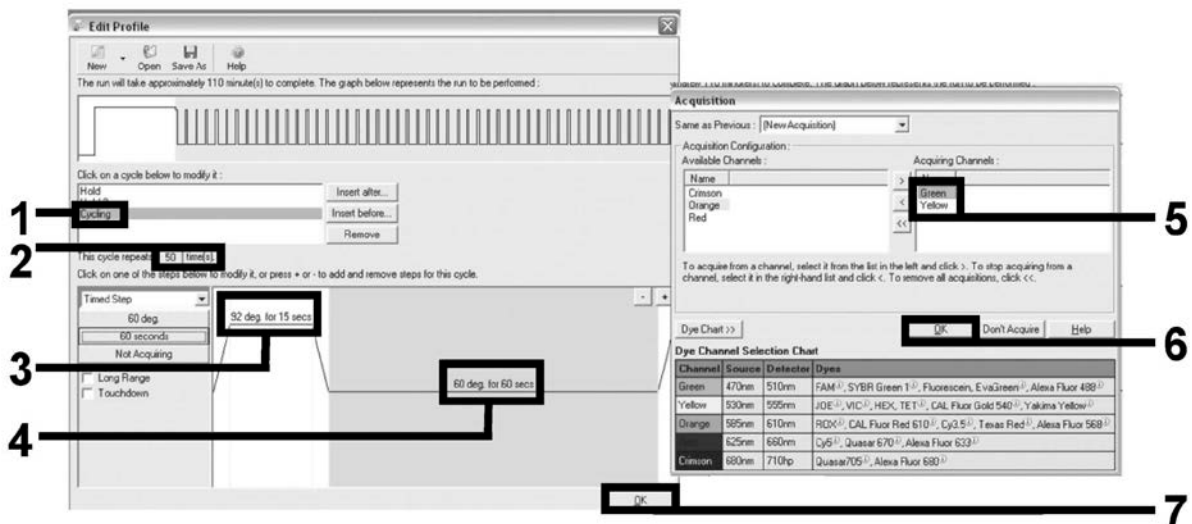 Edit Profile
New Open Save As Help
The run will take approximately 110 minute(s) to complete. The graph below represents the run to be performed :
Click on a cycle below to modify it :
Hold
Cycling
Insert after...
Insert before...
Remove
This cycle repeats 50 time(s).
Click on one of the steps below to modify it, or press + or - to add and remove steps for this cycle.
Timed Step
60 deg.
60 seconds
Not Acquiring
Long Range
Touchdown
92 deg. for 15 secs
60 deg. for 60 secs
- +
OK
1
2
3
4
Acquisition
Same as Previous : (New Acquisition)
Acquisition Configuration :
Available Channels :
Name
Crimson
Orange
Red
>
<
<<
Acquiring Channels :
Green
Yellow
To acquire from a channel, select it from the list in the left and click >. To stop acquiring from a
channel, select it in the right-hand list and click <. To remove all acquisitions, click <<.
Dye Chart >> OK Don't Acquire Help
Dye Channel Selection Chart
Channel Source Detector Dyes
Green 470nm 510nm FAM, SYBR Green 1, Fluorescein, EvaGreen, Alexa Fluor 488
Yellow 530nm 555nm JOE, VIC, HEX, TET, CAL Fluor Gold 540, Yakima Yellow
Orange 585nm 610nm ROX, CAL Fluor Red 610, Cy3.5, Texas Red, Alexa Fluor 568
625nm 660nm Cy5, Quasar 670, Alexa Fluor 633
Crimson 680nm 710hp Quasar705, Alexa Fluor 680
5
6
7